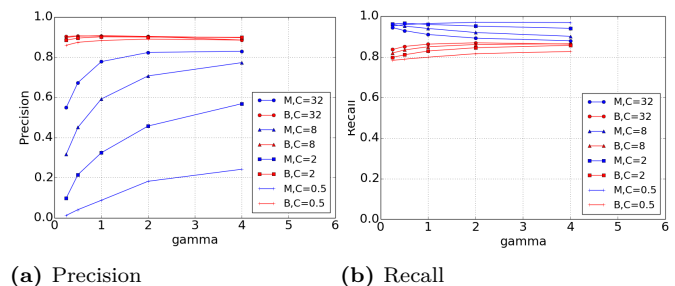 1.0
0.8
0.6
0.4
0.2
0.0
Precision
0 1 2 3 4 5 6
gamma
M,C=32
B,C=32
M,C=8
B,C=8
M,C=2
B,C=2
M,C=0.5
B,C=0.5
(a) Precision
1.0
0.8
0.6
0.4
0.2
0.0
Recall
0 1 2 3 4 5 6
gamma
M,C=32
B,C=32
M,C=8
B,C=8
M,C=2
B,C=2
M,C=0.5
B,C=0.5
(b) Recall